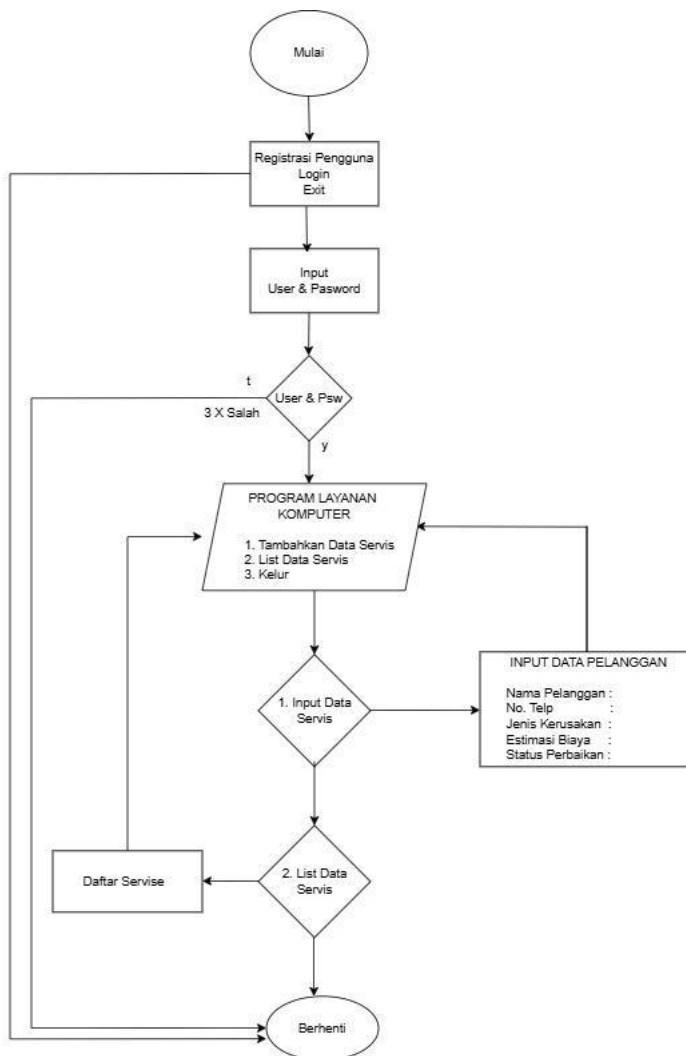 Mulai
Registrasi Pengguna
Login
Exit
Input
User & Pasword
t
User & Psw
3 X Salah
y
PROGRAM LAYANAN
KOMPUTER
1. Tambahkan Data Servis
2. List Data Servis
3. Kelur
INPUT DATA PELANGGAN
Nama Pelanggan :
No. Telp :
Jenis Kerusakan :
Estimasi Biaya :
Status Perbaikan :
1. Input Data
Servis
2. List Data
Servis
Daftar Servise
Berhenti